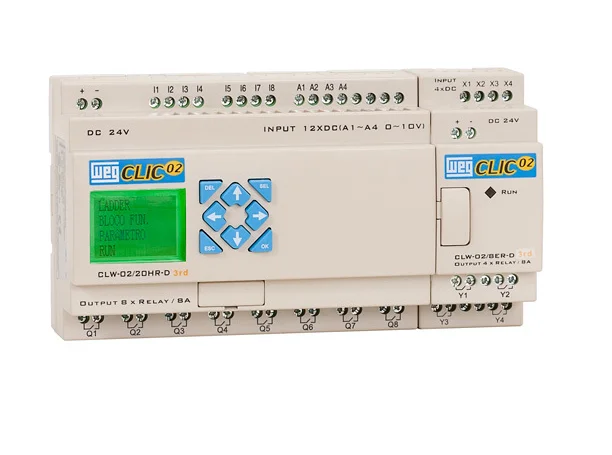 + -
I1 I2 I3 I4
I5 I6 I7 I8
A1 A2 A3 A4
INPUT
4xDC
X1 X2 X3 X4
DC 24V
INPUT 12XDC(A1~A4 0~10V)
+ -
DC 24V
WEG CLIC 02
WEG CLIC 02
DEL
SEL
ESC
OK
LADDER
BLOCO FUN.
PARAMETRO
RUN
RUN
CLW-02/20HR-D 3rd
CLW-02/8ER-D 3rd
OUTPUT 4 x RELAY / 8A
OUTPUT 8 x RELAY / 8A
Y1 Y2
Q1 Q2 Q3 Q4 Q5 Q6 Q7 Q8
Y3 Y4